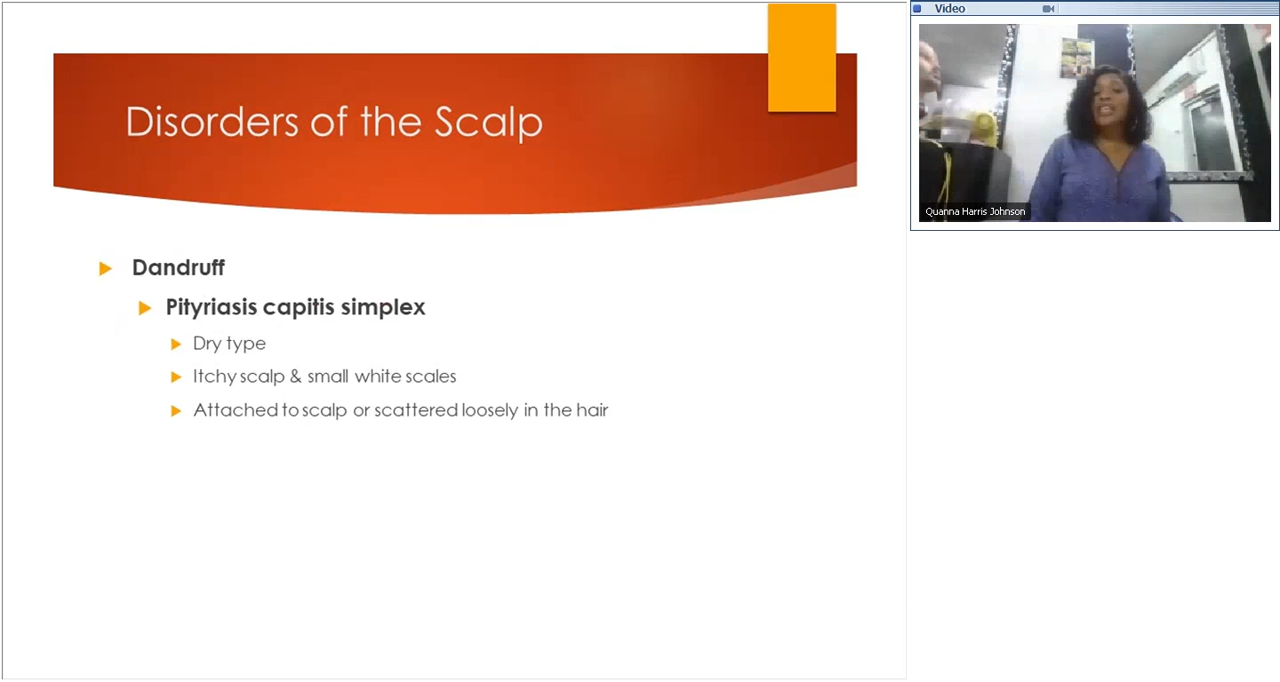 Disorders of the Scalp
Dandruff
Pityriasis capitis simplex
Dry type
Itchy scalp & small white scales
Attached to scalp or scattered loosely in the hair
Video
Quanna Harris Johnson